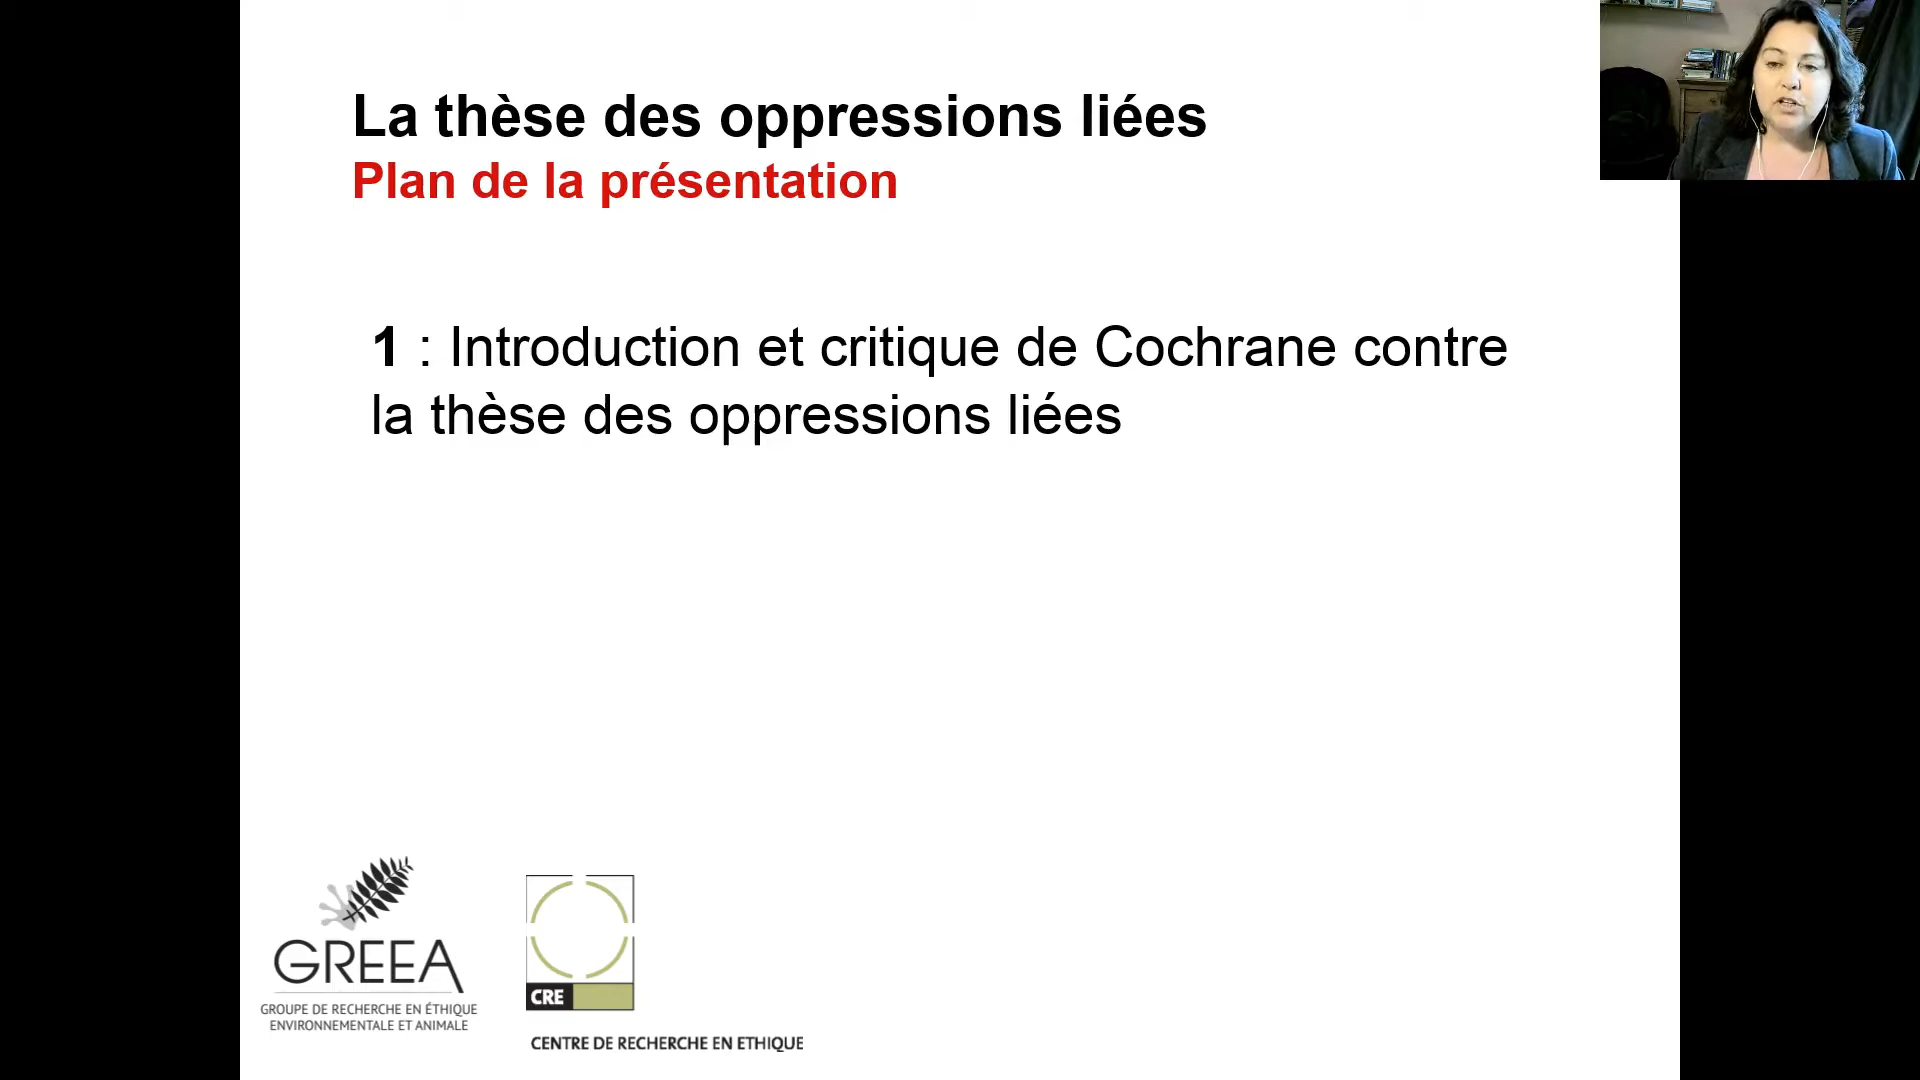 La thèse des oppressions liées
Plan de la présentation
1 : Introduction et critique de Cochrane contre
la thèse des oppressions liées
GREEA
GROUPE DE RECHERCHE EN ÉTHIQUE
ENVIRONNEMENTALE ET ANIMALE
CRE
CENTRE DE RECHERCHE EN ETHIQUE